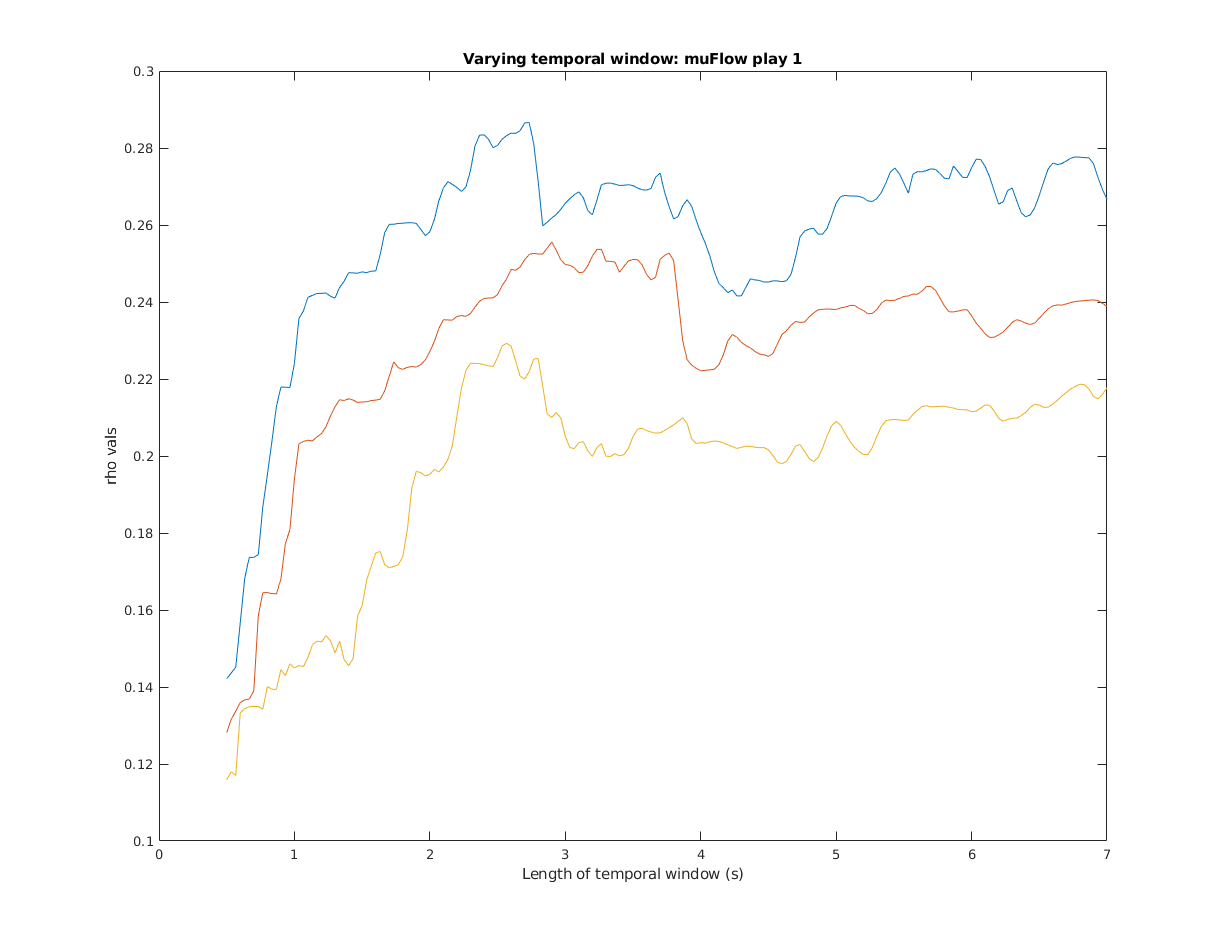 Varying temporal window: muFlow play 1
0.3
0.28
0.26
0.24
0.22
0.2
0.18
0.16
0.14
0.12
0.1
rho vals
0 1 2 3 4 5 6 7
Length of temporal window (s)